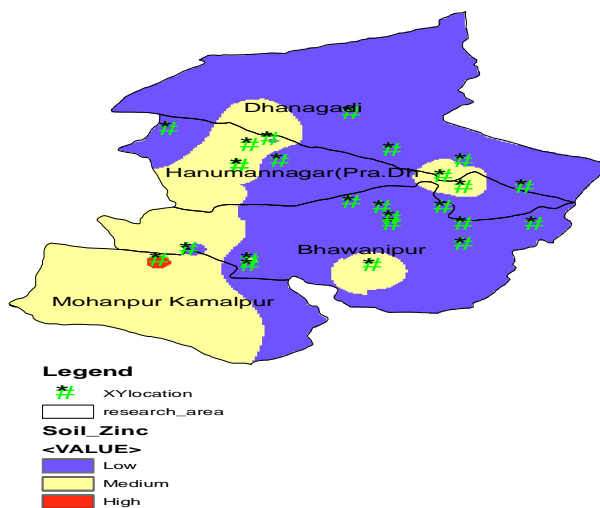 Dhanagadi
Hanumannagar(Pra.Dh
Bhawanipur
Mohanpur Kamalpur
Legend
XYlocation
research_area
Soil_Zinc
<VALUE>
Low
Medium
High